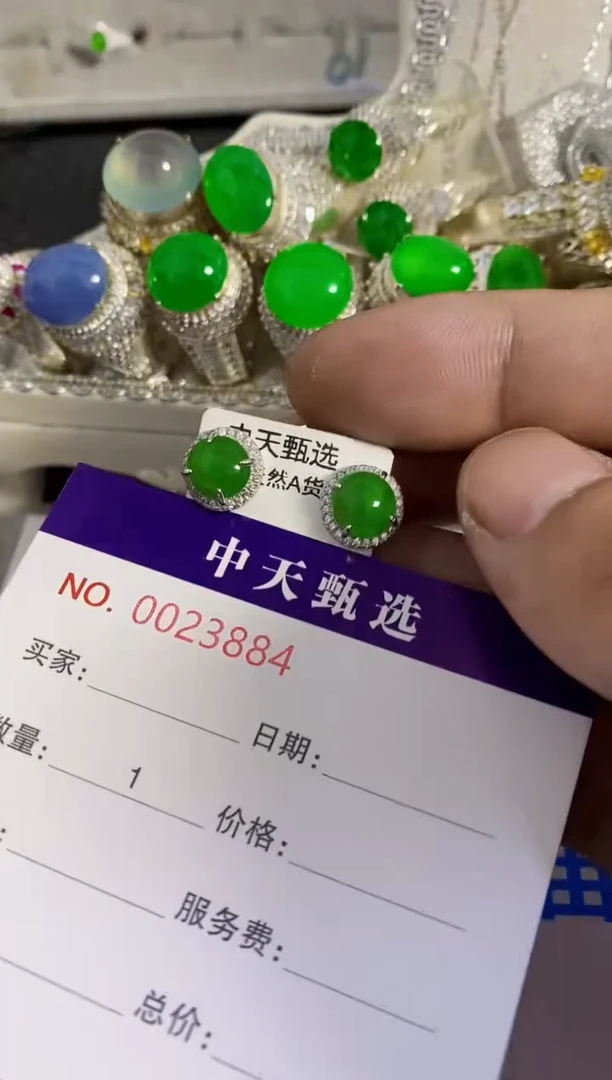 天甄选
然A货
中天甄选
NO. 0023884
买家:
日期:
数量: 1
价格:
:
服务费:
总价: